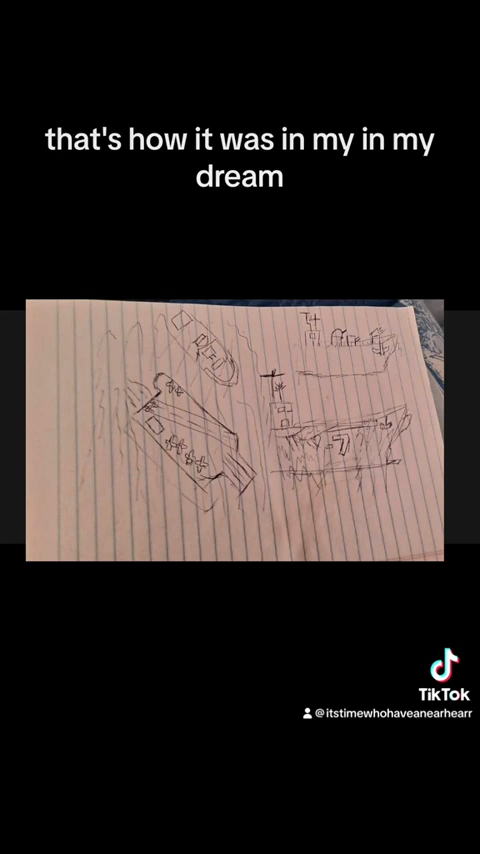 that's how it was in my in my
dream
TikTok
@itstimewhohaveanearhearr